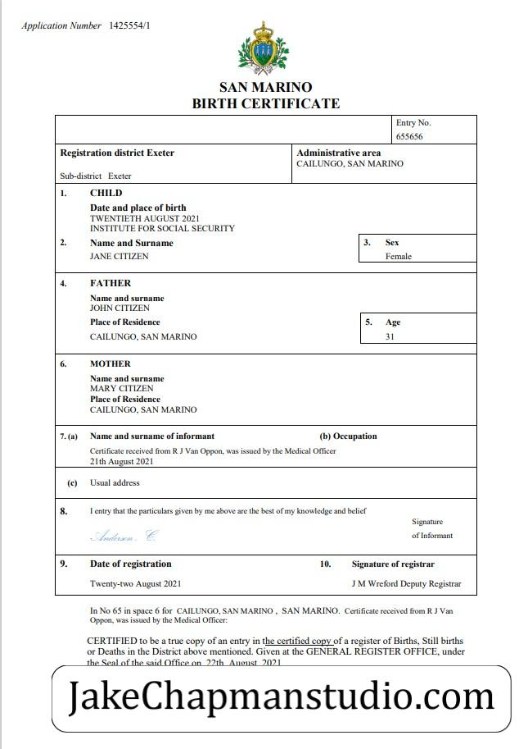 Application Number 1425554/1
SAN MARINO
BIRTH CERTIFICATE
Entry No.
655656
Registration district Exeter
Administrative area
CAILUNGO, SAN MARINO
Sub-district Exeter
1. CHILD
Date and place of birth
TWENTIETH AUGUST 2021
INSTITUTE FOR SOCIAL SECURITY
2. Name and Surname
3. Sex
JANE CITIZEN
Female
4. FATHER
Name and surname
JOHN CITIZEN
Place of Residence
5. Age
CAILUNGO, SAN MARINO
31
6. MOTHER
Name and surname
MARY CITIZEN
Place of Residence
CAILUNGO, SAN MARINO
7. (a) Name and surname of informant (b) Occupation
Certificate received from R J Van Oppon, was issued by the Medical Officer
21th August 2021
(c) Usual address
8. I entry that the particulars given by me above are the best of my knowledge and belief
Signature
of Informant
Anderson . C
9. Date of registration 10. Signature of registrar
Twenty-two August 2021 J M Wreford Deputy Registrar
In No 65 in space 6 for CAILUNGO, SAN MARINO , SAN MARINO. Certificate received from R J Van
Oppon, was issued by the Medical Officer:
CERTIFIED to be a true copy of an entry in the certified copy of a register of Births, Still births
or Deaths in the District above mentioned. Given at the GENERAL REGISTER OFFICE, under
the Seal of the said Office on 22th August 2021
JakeChapmanstudio.com